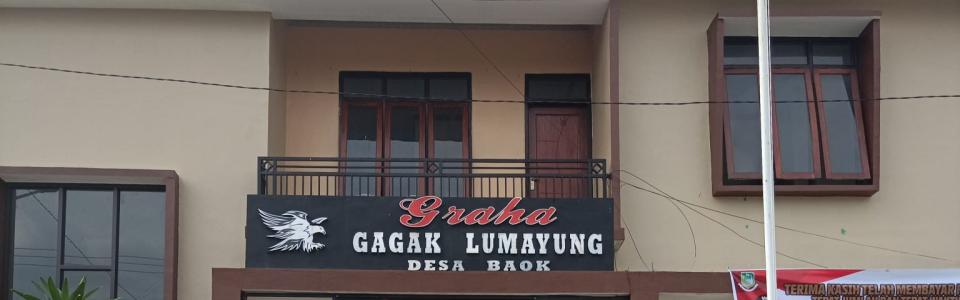 Graha
GAGAK LUMAYUNG
DESA BAOK
TERIMA KASIH TELAH MEMBAYAR